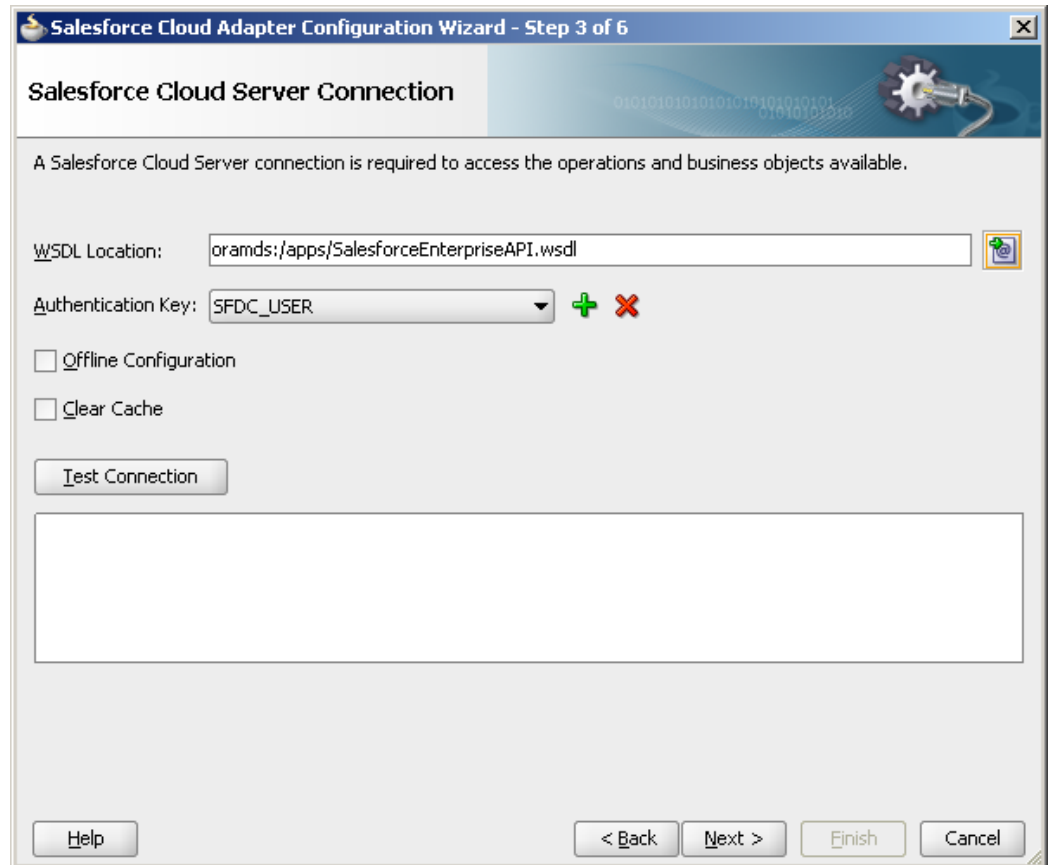 Salesforce Cloud Adapter Configuration Wizard - Step 3 of 6
Salesforce Cloud Server Connection
A Salesforce Cloud Server connection is required to access the operations and business objects available.
WSDL Location: oramds:/apps/SalesforceEnterpriseAPI.wsdl
Authentication Key: SFDC_USER
Offline Configuration
Clear Cache
Test Connection
Help < Back Next > Finish Cancel